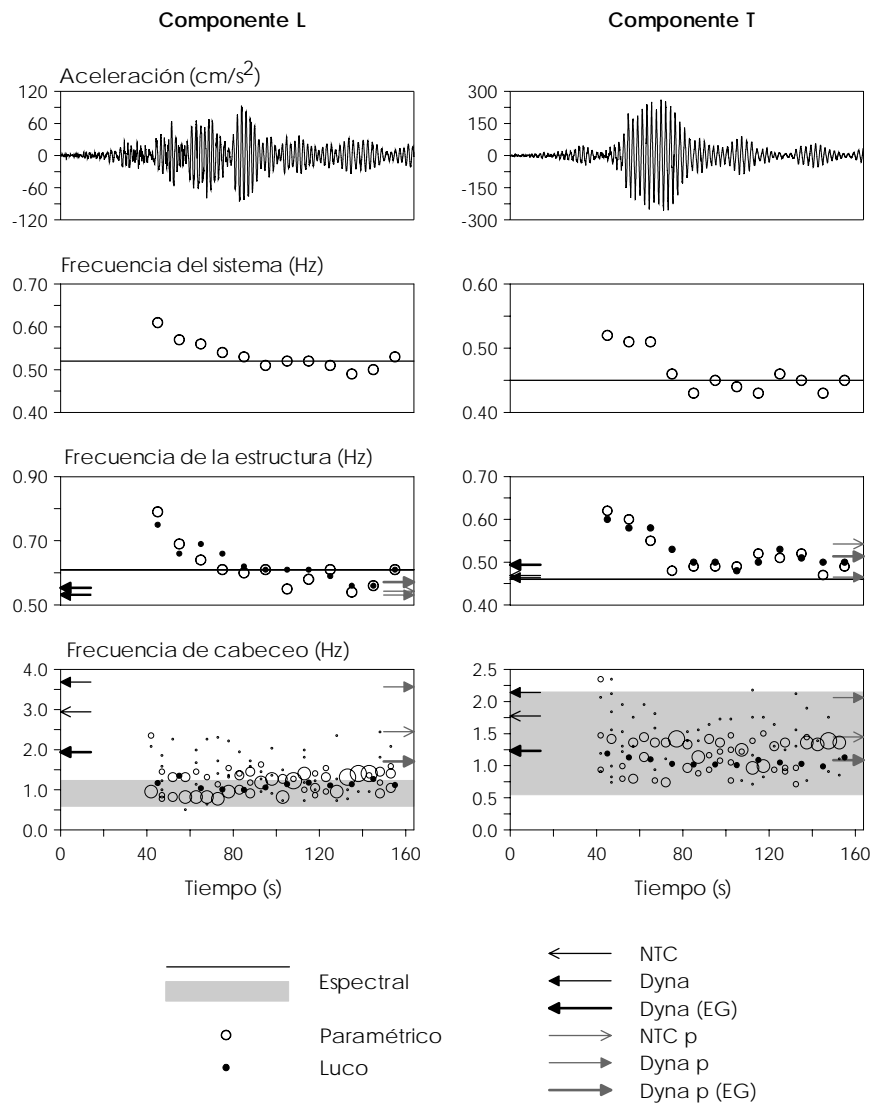 Componente L
Componente T
Aceleración (cm/s2)
120
60
0
-60
-120
300
150
0
-150
-300
Frecuencia del sistema (Hz)
0.70
0.60
0.50
0.40
0.60
0.50
0.40
Frecuencia de la estructura (Hz)
0.90
0.70
0.50
0.70
0.60
0.50
0.40
Frecuencia de cabeceo (Hz)
4.0
3.0
2.0
1.0
0.0
2.5
2.0
1.5
1.0
0.5
0.0
0 40 80 120 160
0 40 80 120 160
Tiempo (s)
Tiempo (s)
Espectral
Paramétrico
Luco
NTC
Dyna
Dyna (EG)
NTC p
Dyna p
Dyna p (EG)